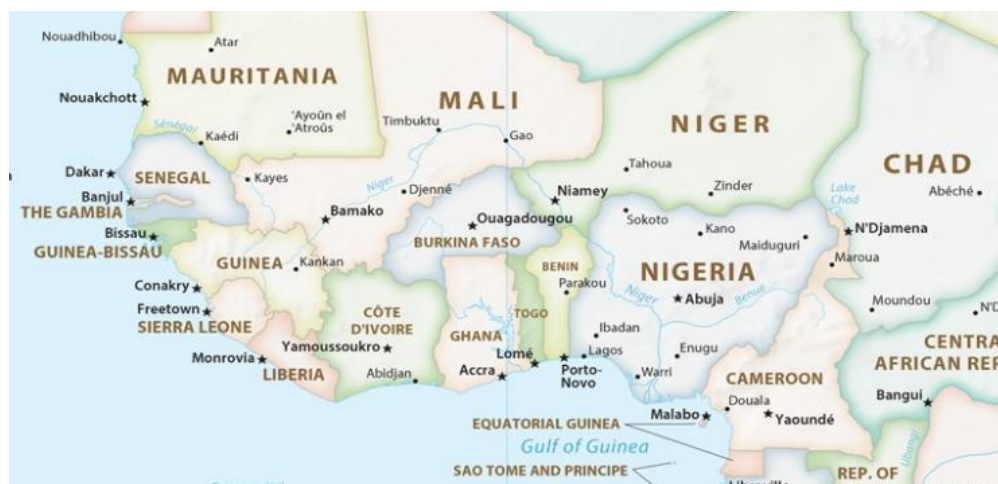 Nouadhibou
Atar
MAURITANIA
Nouakchott
'Ayoûn el
'Atroûs
Sénégal
Kaédi
MALI
Timbuktu
Gao
NIGER
Tahoua
Zinder
CHAD
Abéché
Lake
Chad
Dakar
SENEGAL
Kayes
Niger
Djenné
Niamey
Banjul
THE GAMBIA
Bamako
Ouagadougou
BURKINA FASO
Sokoto
Kano
Maiduguri
N'Djamena
Bissau
GUINEA-BISSAU
GUINEA
Kankan
BENIN
Parakou
NIGERIA
Maroua
Conakry
Niger
Abuja
Benue
Moundou
Freetown
SIERRA LEONE
CÔTE
D'IVOIRE
GHANA
TOGO
Ibadan
Enugu
CENTRA
AFRICAN REP
Monrovia
LIBERIA
Yamoussoukro
Abidjan
Accra
Lomé
Porto-
Novo
Lagos
Warri
CAMEROON
Bangui
Douala
Yaoundé
Malabo
EQUATORIAL GUINEA
Gulf of Guinea
SAO TOME AND PRINCIPE
Ubangi
REP. OF